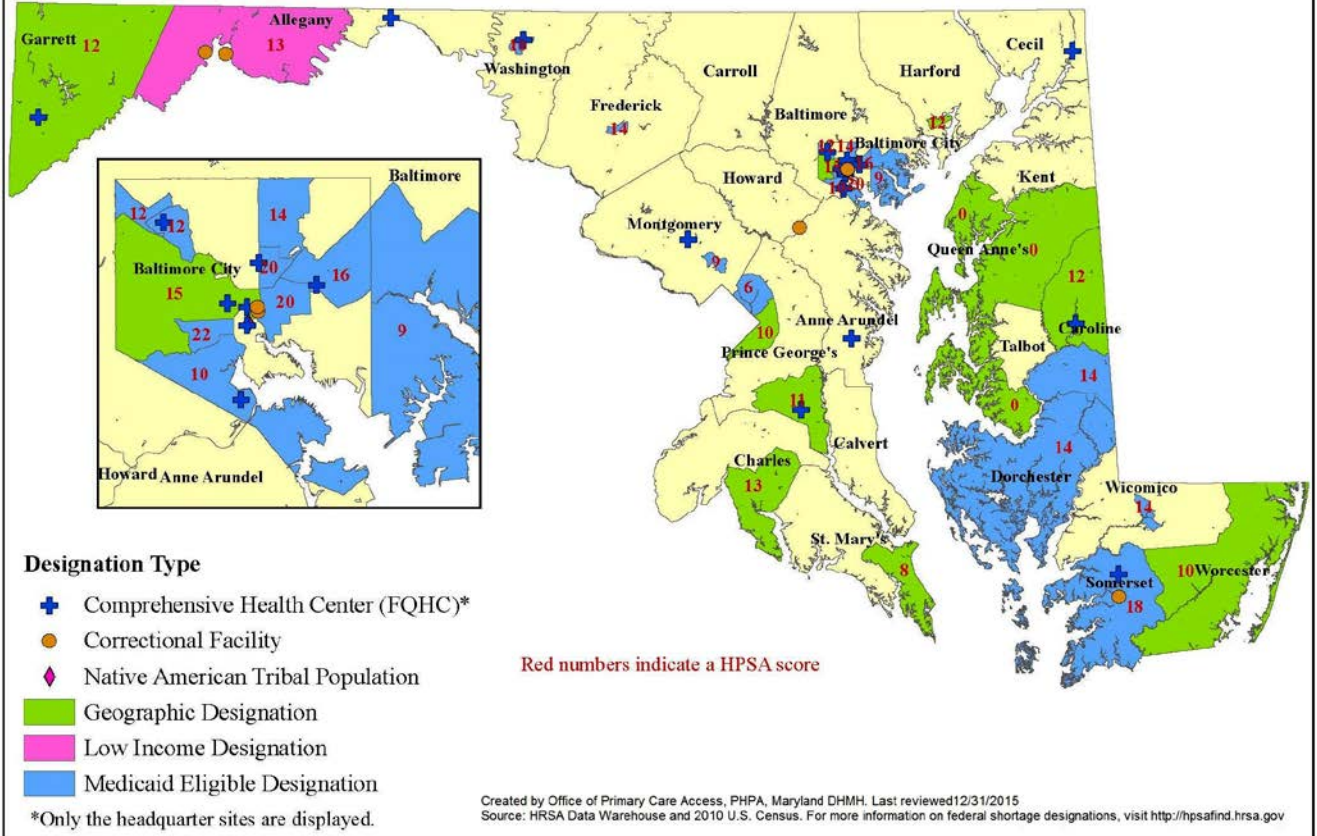 Garrett 12
Allegany
13
Washington
Frederick
14
Carroll
Baltimore
Harford
12
Cecil
Baltimore City
14
16
9
20
Howard
Kent
Montgomery
9
6
10
Prince George's
Anne Arundel
0
Queen Anne's 0
12
Caroline
Talbot
14
0
14
Dorchester
11
Calvert
Charles
13
St. Mary's
8
Wicomico
14
Somerset
18
10 Worcester
Baltimore
12
12
14
Baltimore City
20
16
15
20
22
9
10
Howard Anne Arundel
Designation Type
Comprehensive Health Center (FQHC)*
Correctional Facility
Native American Tribal Population
Geographic Designation
Low Income Designation
Medicaid Eligible Designation
*Only the headquarter sites are displayed.
Red numbers indicate a HPSA score
Created by Office of Primary Care Access, PHPA, Maryland DHMH. Last reviewed12/31/2015
Source: HRSA Data Warehouse and 2010 U.S. Census. For more information on federal shortage designations, visit http://hpsafind.hrsa.gov